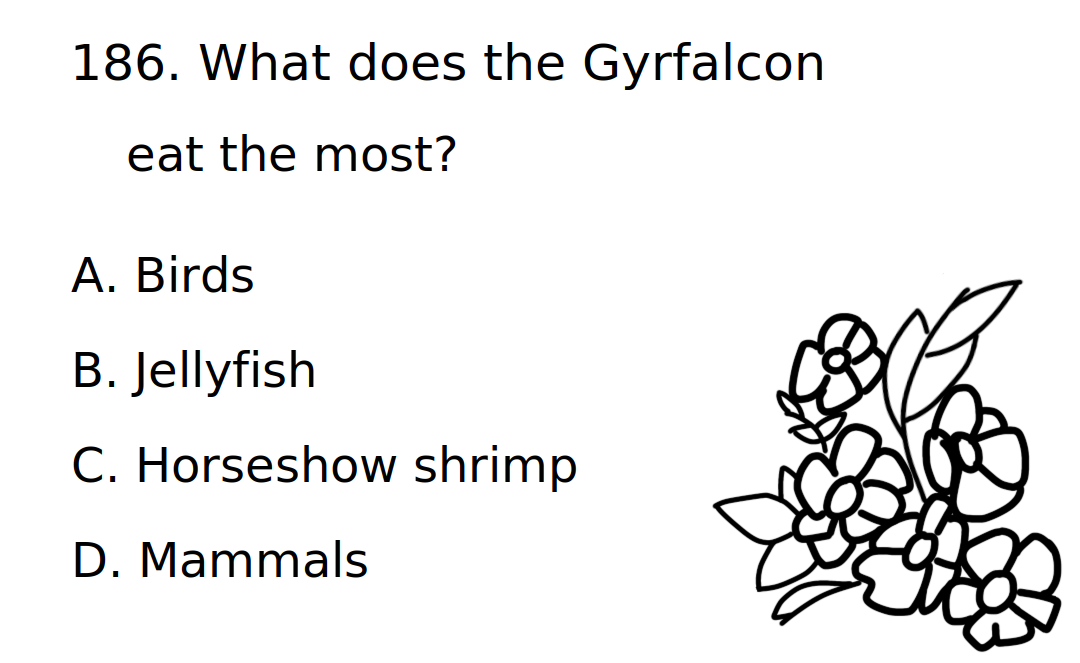 186. What does the Gyrfalcon
eat the most?
A. Birds
B. Jellyfish
C. Horseshow shrimp
D. Mammals